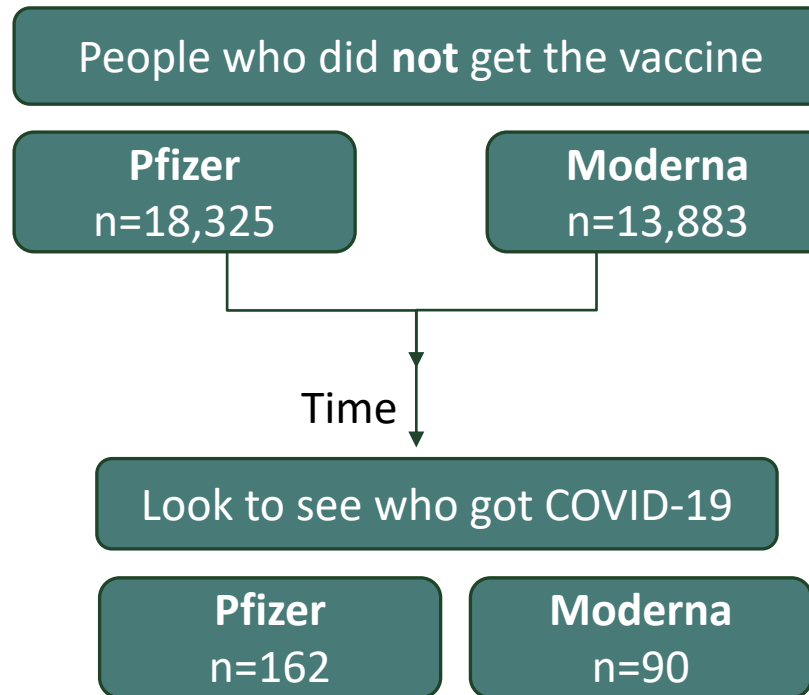 People who did not get the vaccine
Pfizer
n=18,325
Moderna
n=13,883
Time
Look to see who got COVID-19
Pfizer
n=162
Moderna
n=90